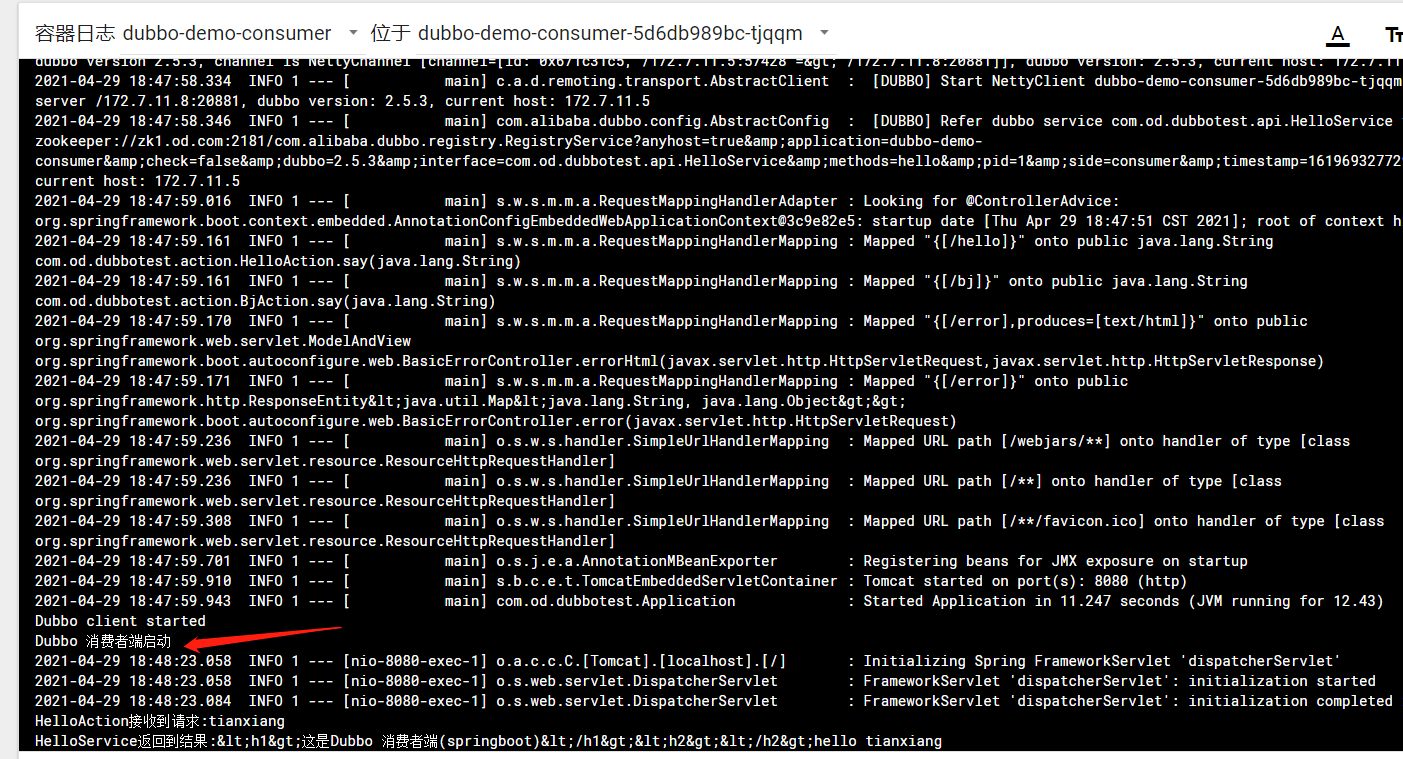 容器日志 dubbo-demo-consumer 位于 dubbo-demo-consumer-5d6db989bc-tjqqm A Tт
dubbo version 2.5.3, channel is NettyChannel [channel=[id: 0x671c31c5, /172.7.11.5:57428 =&gt; /172.7.11.8:20881]], dubbo version: 2.5.3, current host: 172.7.11
2021-04-29 18:47:58.334  INFO 1 --- [           main] c.a.d.remoting.transport.AbstractClient  :  [DUBBO] Start NettyClient dubbo-demo-consumer-5d6db989bc-tjqqm
server /172.7.11.8:20881, dubbo version: 2.5.3, current host: 172.7.11.5
2021-04-29 18:47:58.346  INFO 1 --- [           main] com.alibaba.dubbo.config.AbstractConfig  :  [DUBBO] Refer dubbo service com.od.dubbotest.api.HelloService
zookeeper://zk1.od.com:2181/com.alibaba.dubbo.registry.RegistryService?anyhost=true&amp;application=dubbo-demo-
consumer&amp;check=false&amp;dubbo=2.5.3&amp;interface=com.od.dubbotest.api.HelloService&amp;methods=hello&amp;pid=1&amp;side=consumer&amp;timestamp=161969327729
current host: 172.7.11.5
2021-04-29 18:47:59.016  INFO 1 --- [           main] s.w.s.m.m.a.RequestMappingHandlerAdapter : Looking for @ControllerAdvice:
org.springframework.boot.context.embedded.AnnotationConfigEmbeddedWebApplicationContext@3c9e82e5: startup date [Thu Apr 29 18:47:51 CST 2021]; root of context h
2021-04-29 18:47:59.161  INFO 1 --- [           main] s.w.s.m.m.a.RequestMappingHandlerMapping : Mapped "{[/hello]}" onto public java.lang.String
com.od.dubbotest.action.HelloAction.say(java.lang.String)
2021-04-29 18:47:59.161  INFO 1 --- [           main] s.w.s.m.m.a.RequestMappingHandlerMapping : Mapped "{[/bj]}" onto public java.lang.String
com.od.dubbotest.action.BjAction.say(java.lang.String)
2021-04-29 18:47:59.170  INFO 1 --- [           main] s.w.s.m.m.a.RequestMappingHandlerMapping : Mapped "{[/error],produces=[text/html]}" onto public
org.springframework.web.servlet.ModelAndView
org.springframework.boot.autoconfigure.web.BasicErrorController.errorHtml(javax.servlet.http.HttpServletRequest,javax.servlet.http.HttpServletResponse)
2021-04-29 18:47:59.171  INFO 1 --- [           main] s.w.s.m.m.a.RequestMappingHandlerMapping : Mapped "{[/error]}" onto public
org.springframework.http.ResponseEntity&lt;java.util.Map&lt;java.lang.String, java.lang.Object&gt;&gt;
org.springframework.boot.autoconfigure.web.BasicErrorController.error(javax.servlet.http.HttpServletRequest)
2021-04-29 18:47:59.236  INFO 1 --- [           main] o.s.w.s.handler.SimpleUrlHandlerMapping  : Mapped URL path [/webjars/**] onto handler of type [class
org.springframework.web.servlet.resource.ResourceHttpRequestHandler]
2021-04-29 18:47:59.236  INFO 1 --- [           main] o.s.w.s.handler.SimpleUrlHandlerMapping  : Mapped URL path [/**] onto handler of type [class
org.springframework.web.servlet.resource.ResourceHttpRequestHandler]
2021-04-29 18:47:59.308  INFO 1 --- [           main] o.s.w.s.handler.SimpleUrlHandlerMapping  : Mapped URL path [/**/favicon.ico] onto handler of type [class
org.springframework.web.servlet.resource.ResourceHttpRequestHandler]
2021-04-29 18:47:59.701  INFO 1 --- [           main] o.s.j.e.a.AnnotationMBeanExporter        : Registering beans for JMX exposure on startup
2021-04-29 18:47:59.910  INFO 1 --- [           main] s.b.c.e.t.TomcatEmbeddedServletContainer : Tomcat started on port(s): 8080 (http)
2021-04-29 18:47:59.943  INFO 1 --- [           main] com.od.dubbotest.Application             : Started Application in 11.247 seconds (JVM running for 12.43)
Dubbo client started
Dubbo 消费者端启动
2021-04-29 18:48:23.058  INFO 1 --- [nio-8080-exec-1] o.a.c.c.C.[Tomcat].[localhost].[/]       : Initializing Spring FrameworkServlet 'dispatcherServlet'
2021-04-29 18:48:23.058  INFO 1 --- [nio-8080-exec-1] o.s.web.servlet.DispatcherServlet        : FrameworkServlet 'dispatcherServlet': initialization started
2021-04-29 18:48:23.084  INFO 1 --- [nio-8080-exec-1] o.s.web.servlet.DispatcherServlet        : FrameworkServlet 'dispatcherServlet': initialization completed
HelloAction接收到请求:tianxiang
HelloService返回到结果:&lt;h1&gt;这是Dubbo 消费者端(springboot)&lt;/h1&gt;&lt;h2&gt;&lt;/h2&gt;hello tianxiang